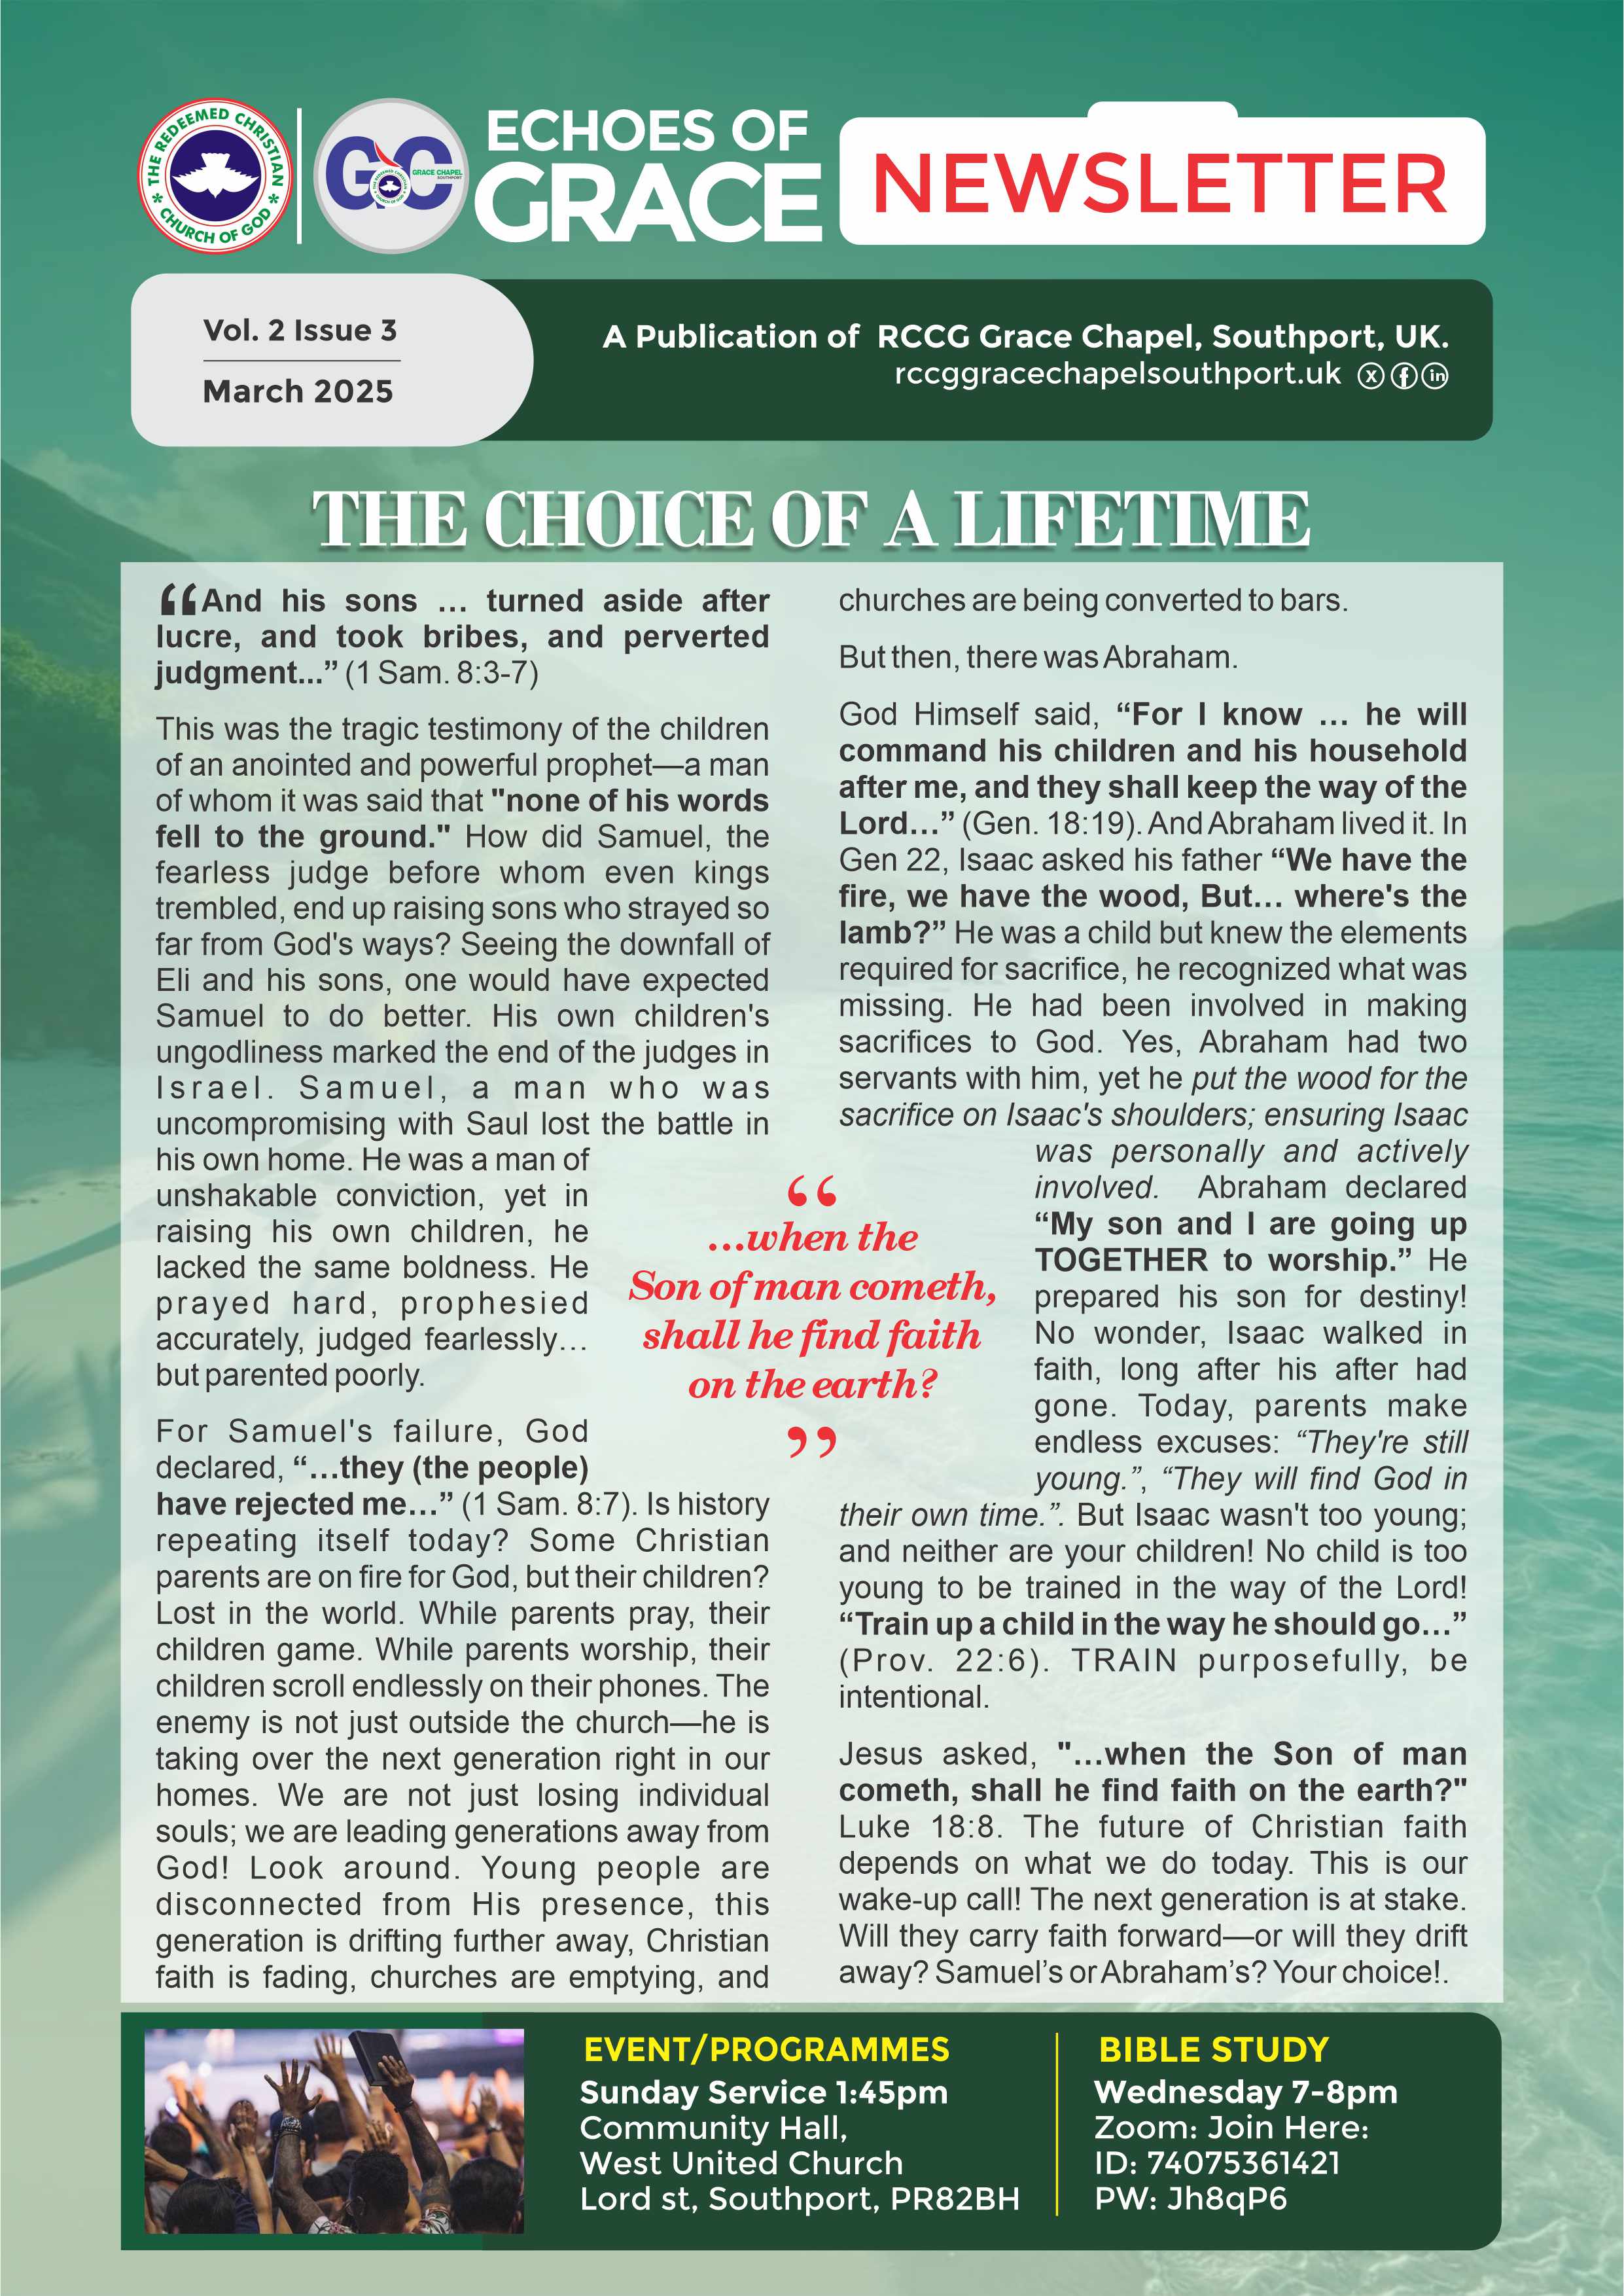 THE REDEEMED CHRISTIAN
CHURCH OF GOD
GC
GRACE CHAPEL
SOUTHPORT
ECHOES OF
GRACE
NEWSLETTER
Vol. 2 Issue 3
March 2025
A Publication of RCCG Grace Chapel, Southport, UK.
rccggracechapelsouthport.uk
THE CHOICE OF A LIFETIME
“And his sons … turned aside after
lucre, and took bribes, and perverted
judgment...” (1 Sam. 8:3-7)
This was the tragic testimony of the children
of an anointed and powerful prophet—a man
of whom it was said that "none of his words
fell to the ground." How did Samuel, the
fearless judge before whom even kings
trembled, end up raising sons who strayed so
far from God's ways? Seeing the downfall of
Eli and his sons, one would have expected
Samuel to do better. His own children's
ungodliness marked the end of the judges in
Israel. Samuel, a man who was
uncompromising with Saul lost the battle in
his own home. He was a man of
unshakable conviction, yet in
raising his own children, he
lacked the same boldness. He
prayed hard, prophesied
accurately, judged fearlessly…
but parented poorly.
For Samuel's failure, God
declared, “…they (the people)
have rejected me…” (1 Sam. 8:7). Is history
repeating itself today? Some Christian
parents are on fire for God, but their children?
Lost in the world. While parents pray, their
children game. While parents worship, their
children scroll endlessly on their phones. The
enemy is not just outside the church—he is
taking over the next generation right in our
homes. We are not just losing individual
souls; we are leading generations away from
God! Look around. Young people are
disconnected from His presence, this
generation is drifting further away, Christian
faith is fading, churches are emptying, and
churches are being converted to bars.
But then, there was Abraham.
God Himself said, “For I know … he will
command his children and his household
after me, and they shall keep the way of the
Lord…” (Gen. 18:19). And Abraham lived it. In
Gen 22, Isaac asked his father “We have the
fire, we have the wood, But… where's the
lamb?” He was a child but knew the elements
required for sacrifice, he recognized what was
missing. He had been involved in making
sacrifices to God. Yes, Abraham had two
servants with him, yet he put the wood for the
sacrifice on Isaac's shoulders; ensuring Isaac
was personally and actively
involved. Abraham declared
“My son and I are going up
TOGETHER to worship.” He
prepared his son for destiny!
No wonder, Isaac walked in
faith, long after his after had
gone. Today, parents make
endless excuses: “They're still
young.”, “They will find God in
their own time.”. But Isaac wasn't too young;
and neither are your children! No child is too
young to be trained in the way of the Lord!
“Train up a child in the way he should go…”
(Prov. 22:6). TRAIN purposefully, be
intentional.
Jesus asked, "…when the Son of man
cometh, shall he find faith on the earth?"
Luke 18:8. The future of Christian faith
depends on what we do today. This is our
wake-up call! The next generation is at stake.
Will they carry faith forward—or will they drift
away? Samuel’s or Abraham’s? Your choice!.
“
…when the
Son of man cometh,
shall he find faith
on the earth?
”
EVENT/PROGRAMMES
Sunday Service 1:45pm
Community Hall,
West United Church
Lord st, Southport, PR82BH
BIBLE STUDY
Wednesday 7-8pm
Zoom: Join Here:
ID: 74075361421
PW: Jh8qP6